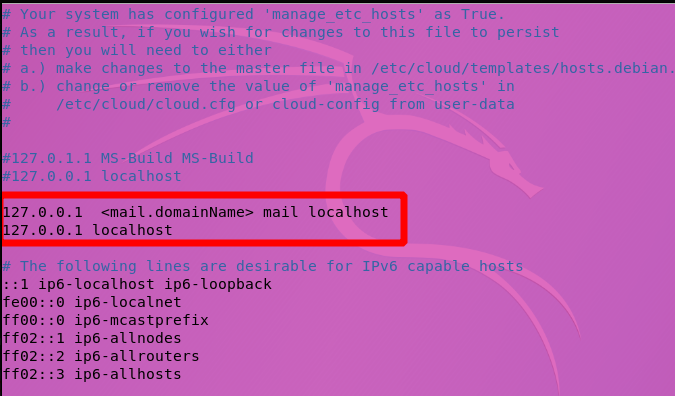 # Your system has configured 'manage_etc_hosts' as True.
# As a result, if you wish for changes to this file to persist
# then you will need to either
# a.) make changes to the master file in /etc/cloud/templates/hosts.debian.
# b.) change or remove the value of 'manage_etc_hosts' in
#     /etc/cloud/cloud.cfg or cloud-config from user-data
#
#127.0.1.1 MS-Build MS-Build
#127.0.0.1 localhost
127.0.0.1  <mail.domainName> mail localhost
127.0.0.1 localhost
# The following lines are desirable for IPv6 capable hosts
::1 ip6-localhost ip6-loopback
fe00::0 ip6-localnet
ff00::0 ip6-mcastprefix
ff02::1 ip6-allnodes
ff02::2 ip6-allrouters
ff02::3 ip6-allhosts